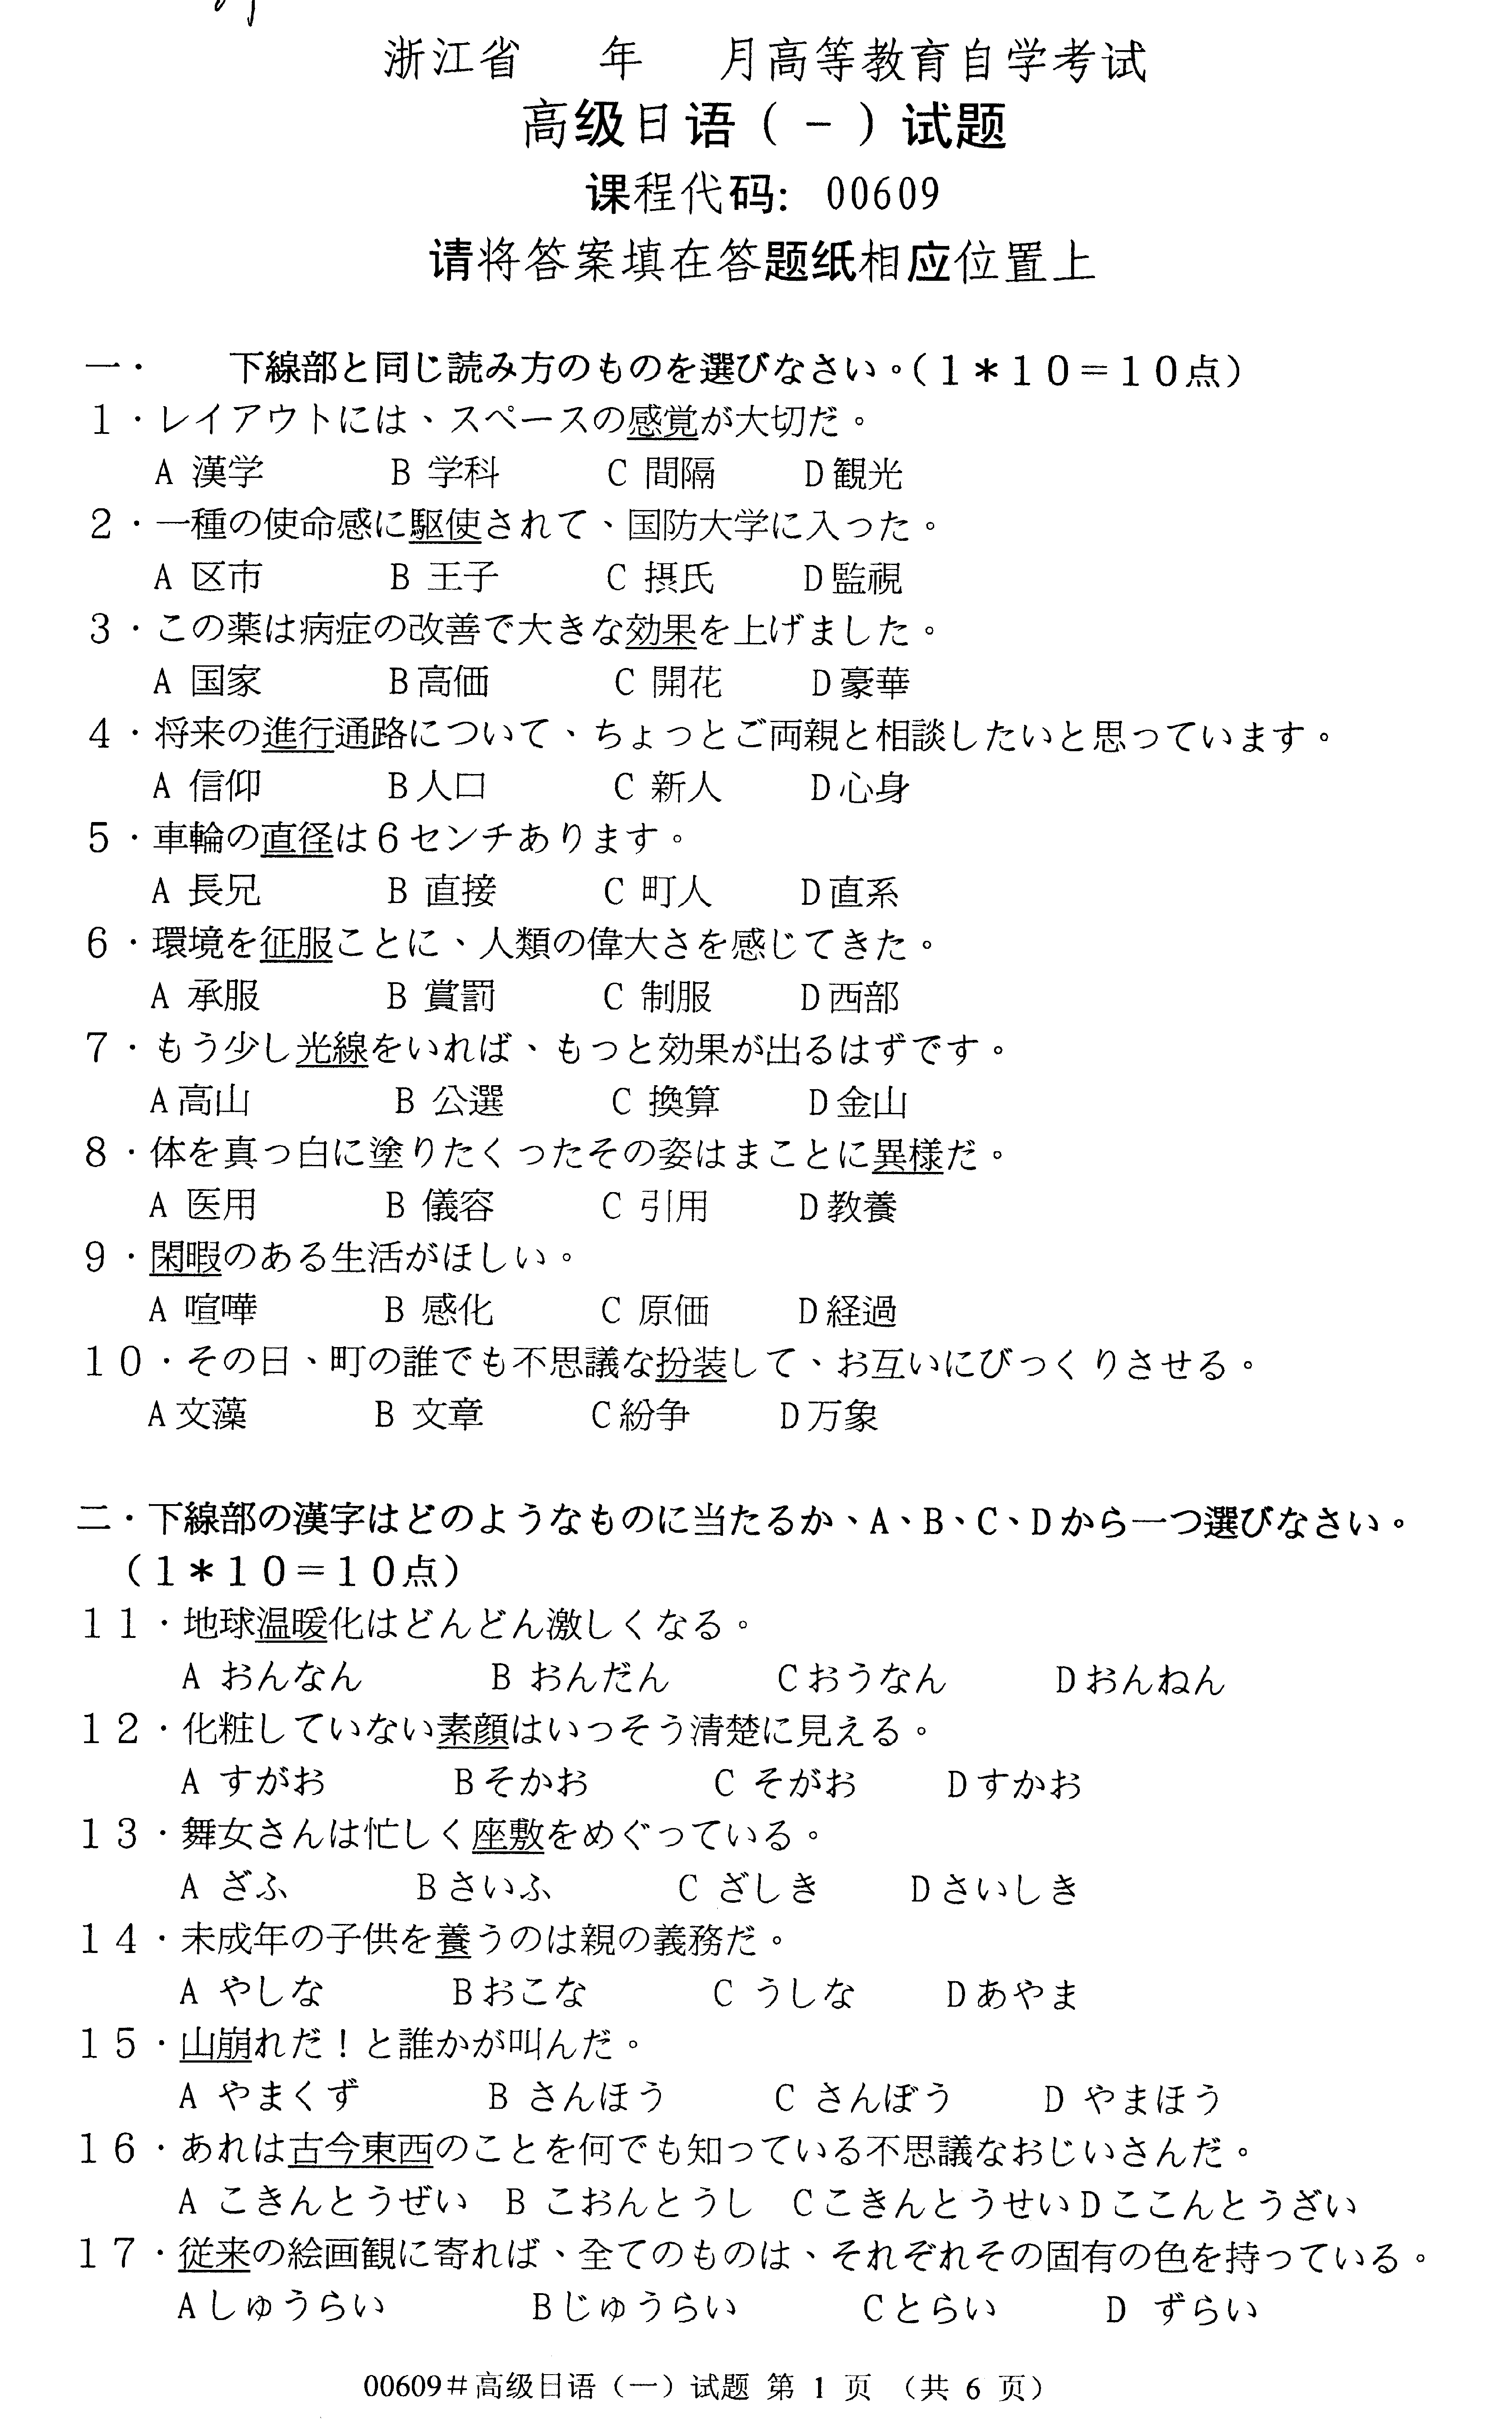 浙江省 年 月高等教育自学考试
高级日语(-)试题
课程代码: 00609
请将答案填在答题纸相应位置上
一· 下線部と同じ読み方のものを選びなさい。(1*10=10点)
1·レイアウトには、スペースの感覚が大切だ。
A 漢学 B 学科 C 間隔 D観光
2·一種の使命感に駆使されて、国防大学に入った。
A 区市 B 王子 C 摂氏 D監視
3·この薬は病症の改善で大きな効果を上げました。
A 国家 B高価 C 開花 D豪華
4·将来の進行通路について、ちょっとご両親と相談したいと思っています。
A 信仰 B人口 C 新人 D心身
5·車輪の直径は6センチあります。
A 長兄 B 直接 C 町人 D直系
6·環境を征服ことに、人類の偉大さを感じてきた。
A 承服 B 賞罰 C 制服 D西部
7·もう少し光線をいれば、もっと効果が出るはずです。
A高山 B 公選 C 換算 D金山
8·体を真っ白に塗りたくったその姿はまことに異様だ。
A 医用 B 儀容 C 引用 D教養
9·閑暇のある生活がほしい。
A 喧嘩 B 感化 C 原価 D経過
10·その日、町の誰でも不思議な扮装して、お互いにびっくりさせる。
A文藻 B 文章 C紛争 D万象
二·下線部の漢字はどのようなものに当たるか、A、B、C、Dから一つ選びなさい。
(1*10=10点)
11·地球温暖化はどんどん激しくなる。
A おんなん B おんだん Cおうなん Dおんねん
12·化粧していない素顔はいっそう清楚に見える。
A すがお Bそかお C そがお Dすかお
13·舞女さんは忙しく座敷をめぐっている。
A ざふ Bさいふ C ざしき Dさいしき
14·未成年の子供を養うのは親の義務だ。
A やしな Bおこな C うしな Dあやま
15·山崩れだ!と誰かが叫んだ。
A やまくず B さんほう C さんぼう D やまほう
16·あれは古今東西のことを何でも知っている不思議なおじいさんだ。
A こきんとうぜい B こおんとうし Cこきんとうせい Dここんとうざい
17·従来の絵画観に寄れば、全てのものは、それぞれその固有の色を持っている。
Aしゅうらい Bじゅうらい Cとらい D ずらい
00609#高级日语(一)试题 第 1 页 (共 6 页)